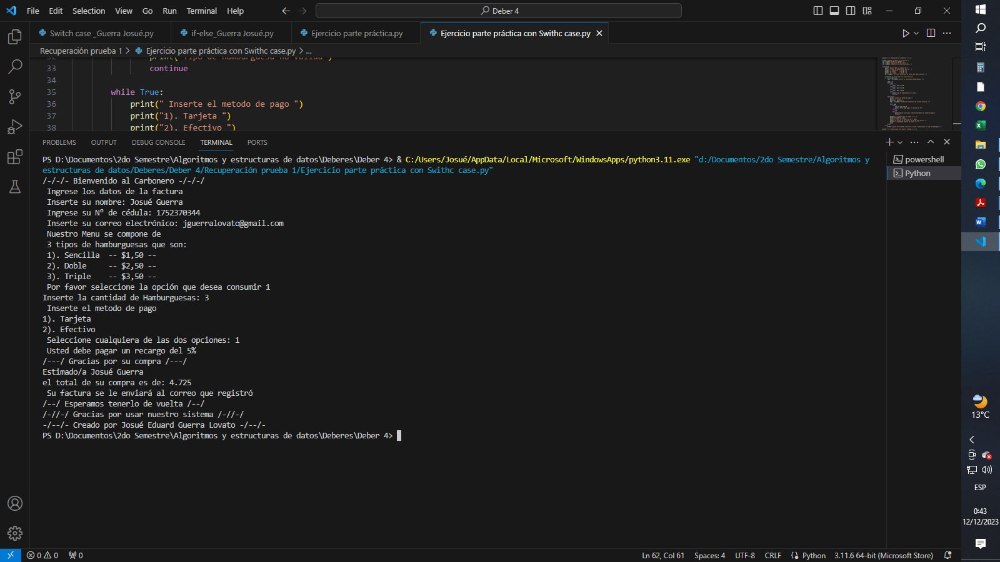 File Edit Selection View Go Run Terminal Help
Deber 4
Switch case _Guerra Josué.py
if-else_Guerra Josué.py
Ejercicio parte práctica.py
Ejercicio parte práctica con Swithc case.py
Recuperación prueba 1 > Ejercicio parte práctica con Swithc case.py > ...
32 print("Tipo de hamburguesa no valida")
33 continue
34
35 while True:
36 print(" Inserte el metodo de pago ")
37 print("1). Tarjeta ")
38 print("2). Efectivo ")
PROBLEMS OUTPUT DEBUG CONSOLE TERMINAL PORTS
PS D:\Documentos\2do Semestre\Algoritmos y estructuras de datos\Deberes\Deber 4> & C:/Users/Josué/AppData/Local/Microsoft/WindowsApps/python3.11.exe "d:/Documentos/2do Semestre/Algoritmos y
estructuras de datos/Deberes/Deber 4/Recuperación prueba 1/Ejercicio parte práctica con Swithc case.py"
/-/-/- Bienvenido al Carbonero -/-/-/
Ingrese los datos de la factura
Inserte su nombre: Josué Guerra
Ingrese su Nº de cédula: 1752370344
Inserte su correo electrónico: jguerralovato@gmail.com
Nuestro Menu se compone de
3 tipos de hamburguesas que son:
1). Sencilla -- $1,50 --
2). Doble -- $2,50 --
3). Triple -- $3,50 --
Por favor seleccione la opción que desea consumir 1
Inserte la cantidad de Hamburguesas: 3
Inserte el metodo de pago
1). Tarjeta
2). Efectivo
Seleccione cualquiera de las dos opciones: 1
Usted debe pagar un recargo del 5%
/---/ Gracias por su compra /---/
Estimado/a Josué Guerra
el total de su compra es de: 4.725
Su factura se le enviará al correo que registró
/--/ Esperamos tenerlo de vuelta /--/
/-//-/ Gracias por usar nuestro sistema /-//-/
-/--/- Creado por Josué Eduard Guerra Lovato -/--/-
PS D:\Documentos\2do Semestre\Algoritmos y estructuras de datos\Deberes\Deber 4>
powershell
Python
13°C
ESP
0:43
12/12/2023
0 0 0
Ln 62, Col 61 Spaces: 4 UTF-8 CRLF Python 3.11.6 64-bit (Microsoft Store)